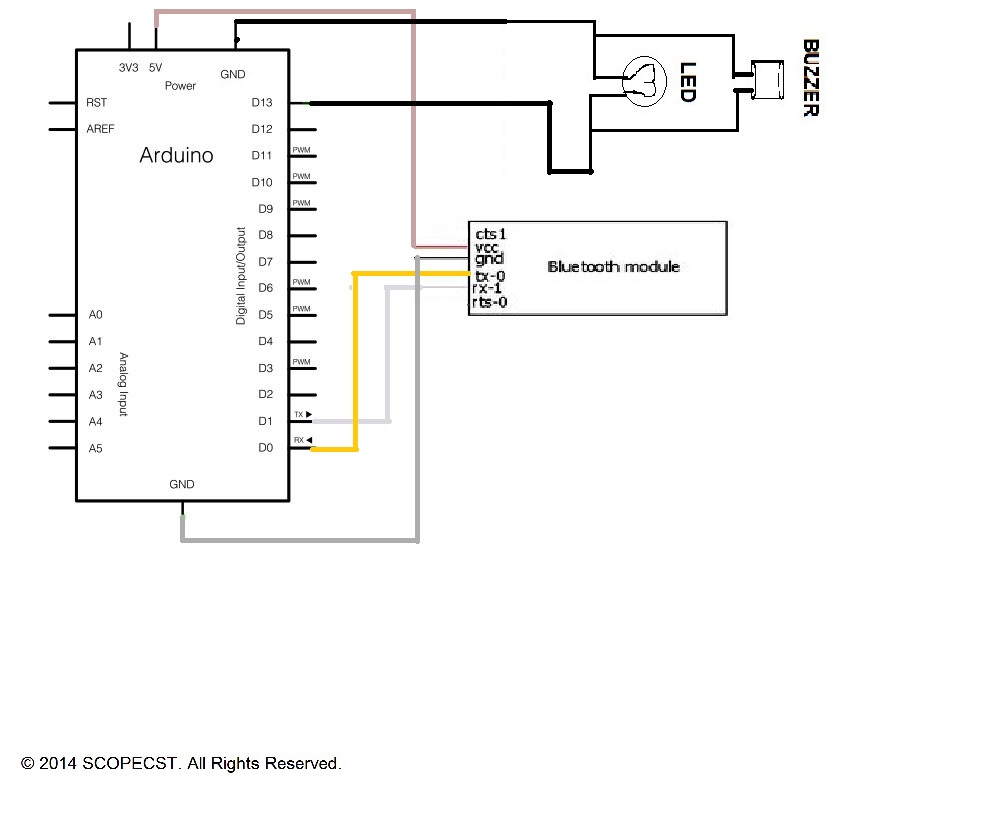 3V3 5V
Power
GND
RST
AREF
Arduino
D13
D12
D11 PWM
D10 PWM
D9 PWM
D8
D7
D6 PWM
D5 PWM
D4
D3 PWM
D2
D1 TX
D0 RX
Digital Input/Output
A0
A1
A2
A3
A4
A5
Analog Input
GND
LED
BUZZER
cts1
vcc
gnd
tx-0
rx-1
rts-0
Bluetooth module
© 2014 SCOPECST. All Rights Reserved.